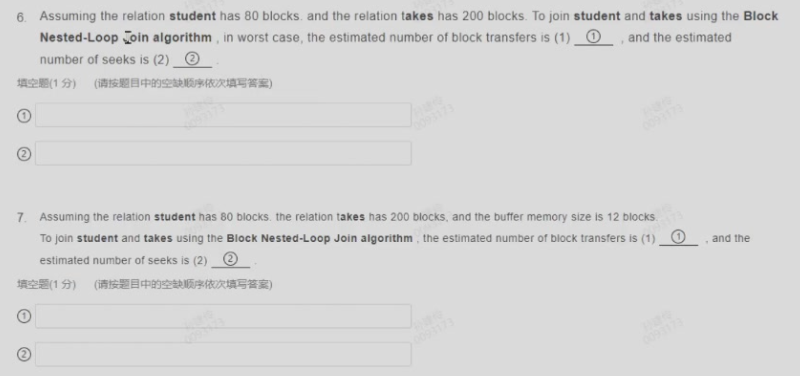 6. Assuming the relation student has 80 blocks. and the relation takes has 200 blocks. To join student and takes using the Block
Nested-Loop Join algorithm , in worst case, the estimated number of block transfers is (1) ① , and the estimated
number of seeks is (2) ② .
填空题(1 分) (请按题目中的空缺顺序依次填写答案)
①
②
7. Assuming the relation student has 80 blocks. the relation takes has 200 blocks, and the buffer memory size is 12 blocks.
To join student and takes using the Block Nested-Loop Join algorithm , the estimated number of block transfers is (1) ① , and the
estimated number of seeks is (2) ② .
填空题(1 分) (请按题目中的空缺顺序依次填写答案)
①
②